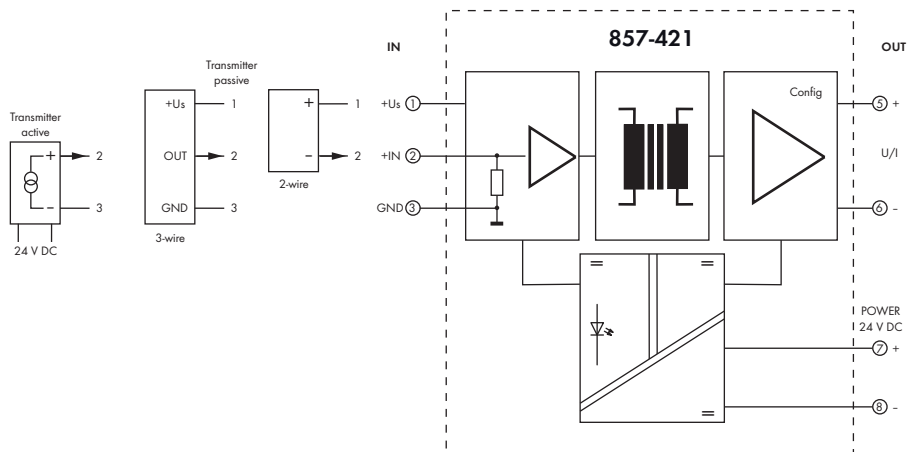 857-421
IN
OUT
Transmitter
passive
Transmitter
active
+Us 1
OUT 2
GND 3
3-wire
+ 1
– 2
2-wire
+ 2
– 3
24 V DC
+Us 1
+IN 2
GND 3
Config
5 +
U/I
6 –
POWER
24 V DC
7 +
8 –